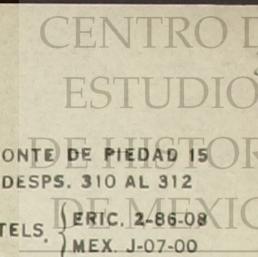 CENTRO D
ESTUDIO
DE HISTOR
DE MEXIC
ONTE DE PIEDAD 15
DESPS. 310 AL 312
TELS. ERIC. 2-86-08
MEX. J-07-00